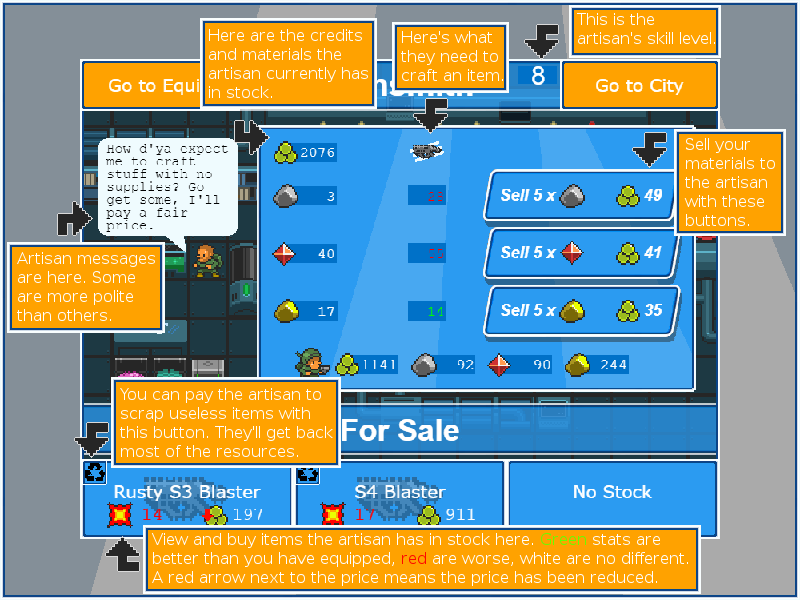 This is the
artisan's skill level.
Here are the credits
and materials the
artisan currently has
in stock.
Here's what
they need to
craft an item.
8
Go to Equi
Go to City
Sell your
materials to
the artisan
with these
buttons.
How d'ya expect
me to craft
stuff with no
supplies? Go
get some, I'll
pay a fair
price.
2076
3
Sell 5 x 49
40
Sell 5 x 41
17 14
Sell 5 x 35
Artisan messages
are here. Some
are more polite
than others.
1141 92 90 244
You can pay the artisan to
scrap useless items with
this button. They'll get back
most of the resources.
For Sale
Rusty S3 Blaster
14 197
S4 Blaster
17 911
No Stock
View and buy items the artisan has in stock here. Green stats are
better than you have equipped, red are worse, white are no different.
A red arrow next to the price means the price has been reduced.